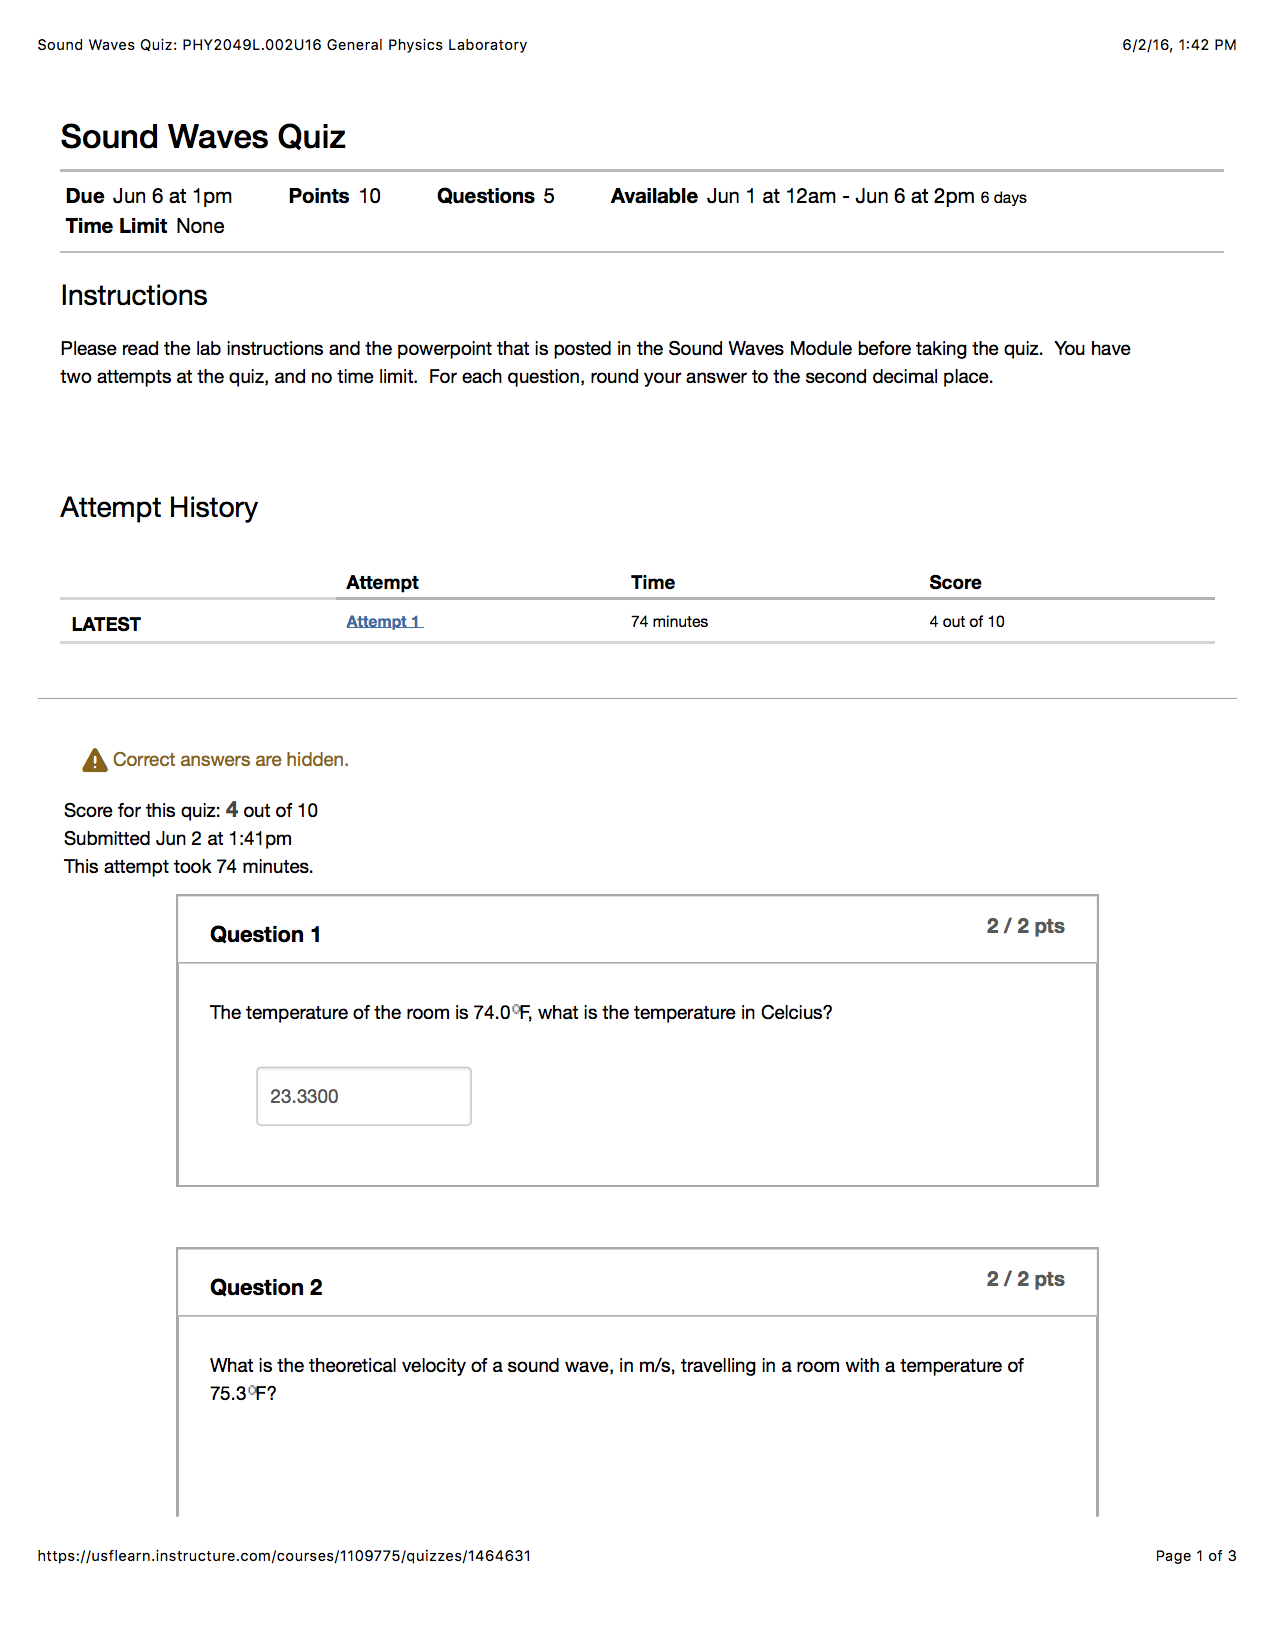 Sound Waves Quiz: PHY2049L.002U16 General Physics Laboratory 6/2/16, 1:42 PM
Sound Waves Quiz
Due Jun 6 at 1pm Points 10 Questions 5 Available Jun 1 at 12am - Jun 6 at 2pm 6 days
Time Limit None
Instructions
Please read the lab instructions and the powerpoint that is posted in the Sound Waves Module before taking the quiz.  You have
two attempts at the quiz, and no time limit.  For each question, round your answer to the second decimal place.
Attempt History
Attempt Time Score
LATEST Attempt 1 74 minutes 4 out of 10
Correct answers are hidden.
Score for this quiz: 4 out of 10
Submitted Jun 2 at 1:41pm
This attempt took 74 minutes.
Question 1 2 / 2 pts
The temperature of the room is 74.0°F, what is the temperature in Celcius?
23.3300
Question 2 2 / 2 pts
What is the theoretical velocity of a sound wave, in m/s, travelling in a room with a temperature of
75.3°F?
https://usflearn.instructure.com/courses/1109775/quizzes/1464631 Page 1 of 3